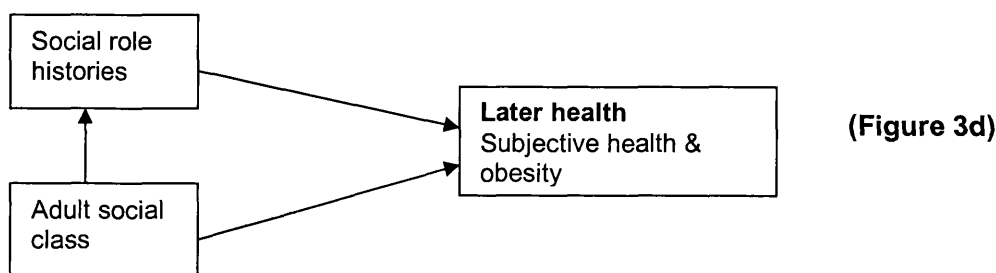 Social role
histories
Later health
Subjective health &
obesity
(Figure 3d)
Adult social
class